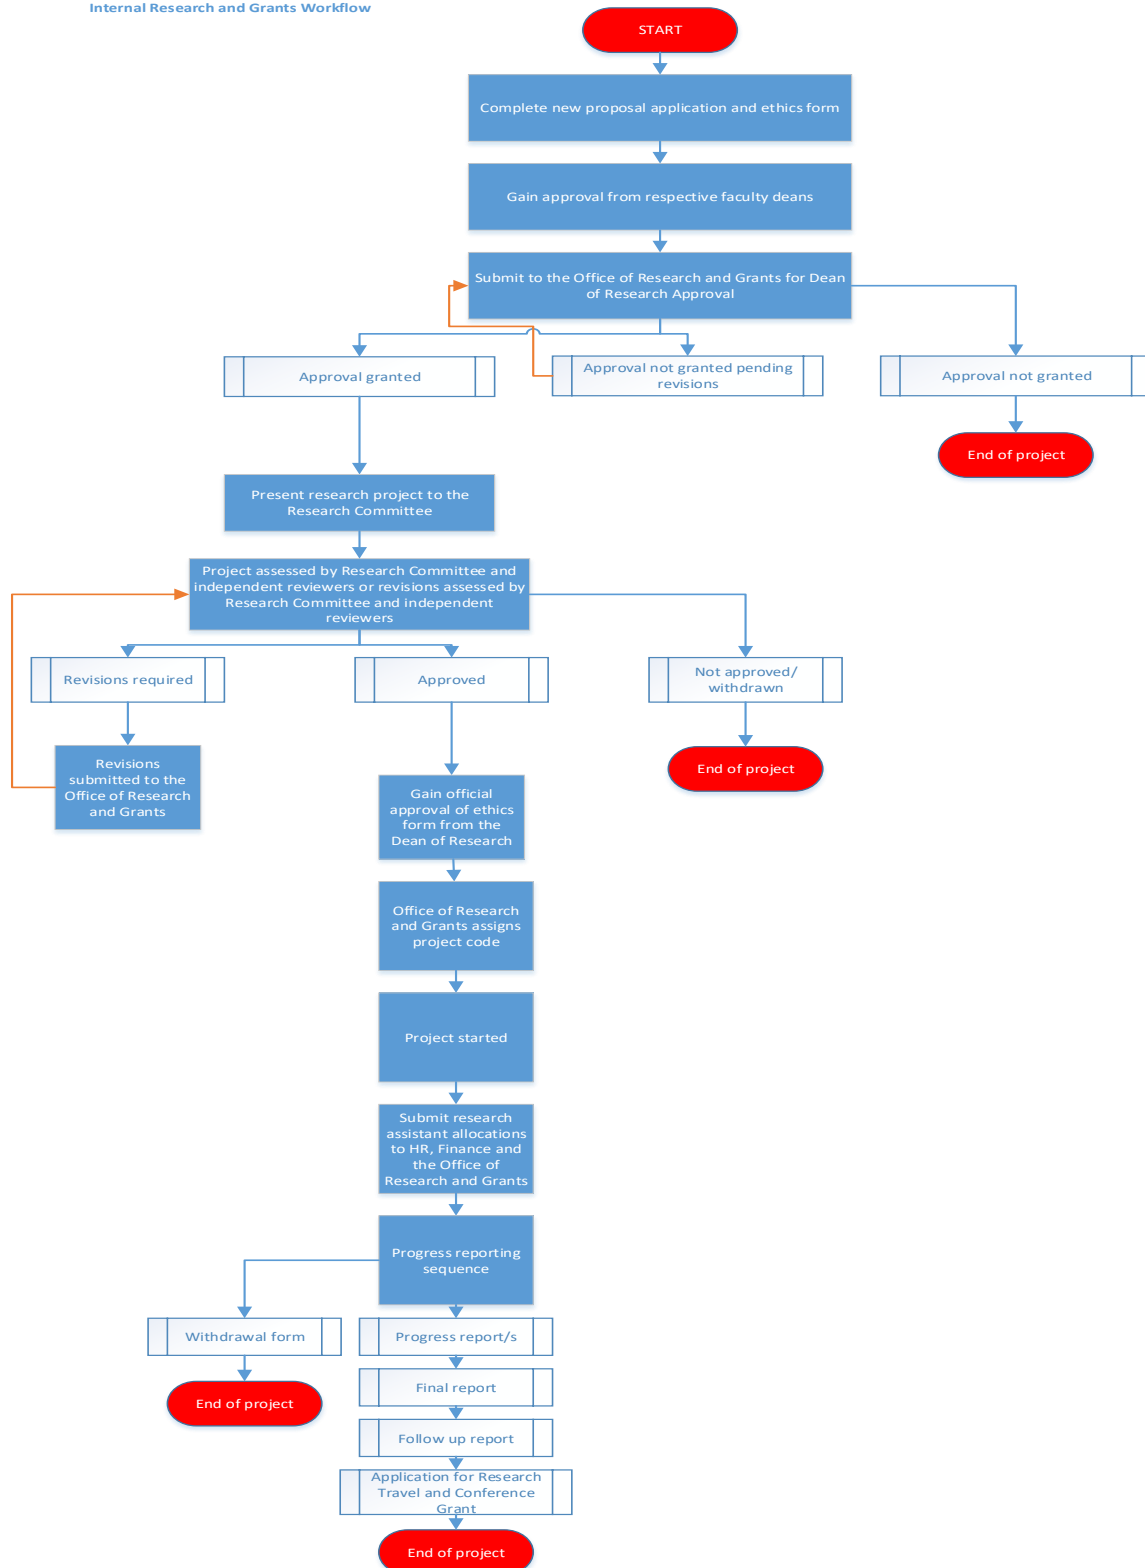 Internal Research and Grants Workflow
START
Complete new proposal application and ethics form
Gain approval from respective faculty deans
Submit to the Office of Research and Grants for Dean
of Research Approval
Approval granted
Approval not granted pending
revisions
Approval not granted
End of project
Present research project to the
Research Committee
Project assessed by Research Committee and
independent reviewers or revisions assessed by
Research Committee and independent
reviewers
Revisions required
Approved
Not approved/
withdrawn
Revisions
submitted to the
Office of Research
and Grants
End of project
Gain official
approval of ethics
form from the
Dean of Research
Office of Research
and Grants assigns
project code
Project started
Submit research
assistant allocations
to HR, Finance and
the Office of
Research and Grants
Progress reporting
sequence
Withdrawal form
Progress report/s
End of project
Final report
Follow up report
Application for Research
Travel and Conference
Grant
End of project